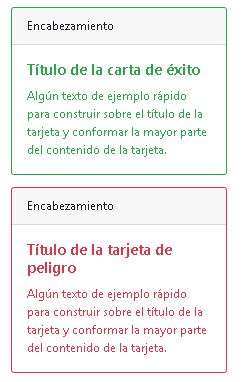 Encabezamiento
Título de la carta de éxito
Algún texto de ejemplo rápido
para construir sobre el título de la
tarjeta y conformar la mayor parte
del contenido de la tarjeta.
Encabezamiento
Título de la tarjeta de
peligro
Algún texto de ejemplo rápido
para construir sobre el título de la
tarjeta y conformar la mayor parte
del contenido de la tarjeta.